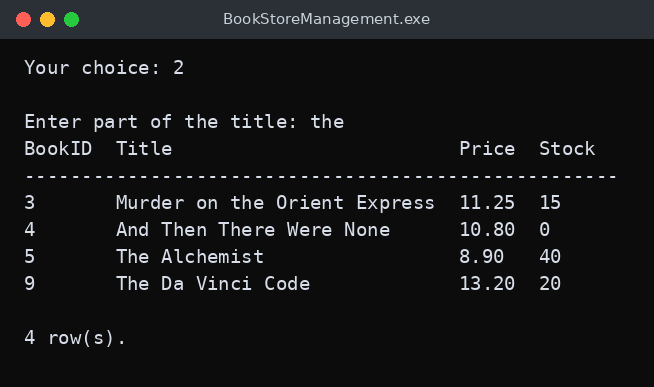 BookStoreManagement.exe
Your choice: 2
Enter part of the title: the
BookID  Title                         Price  Stock
----------------------------------------------------
3       Murder on the Orient Express  11.25  15
4       And Then There Were None      10.80  0
5       The Alchemist                 8.90   40
9       The Da Vinci Code             13.20  20
4 row(s).